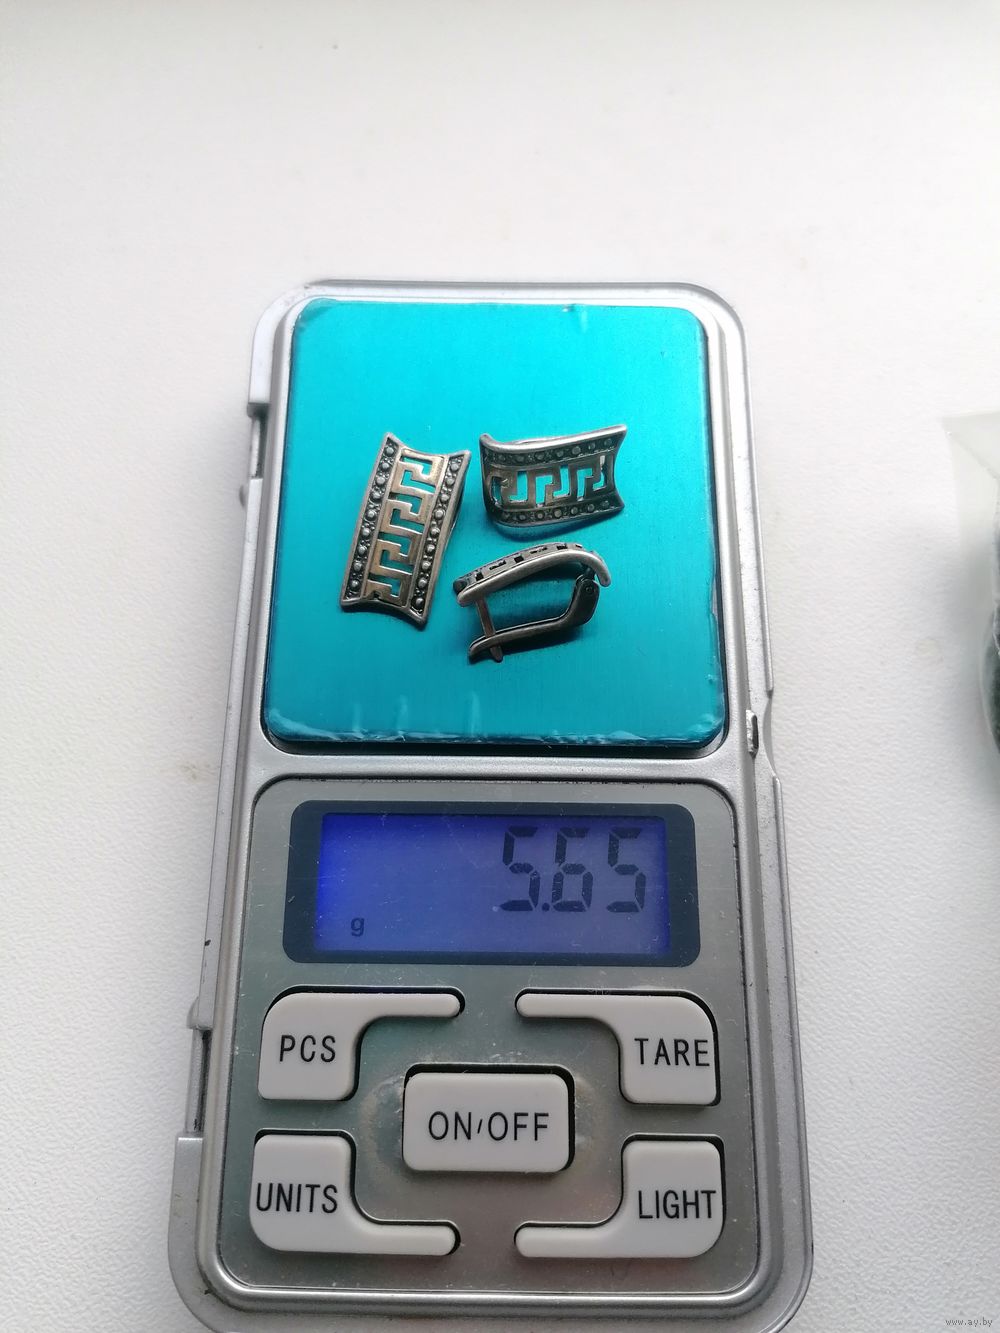 5.65
g
PCS
TARE
ON/OFF
UNITS
LIGHT
www.ay.by